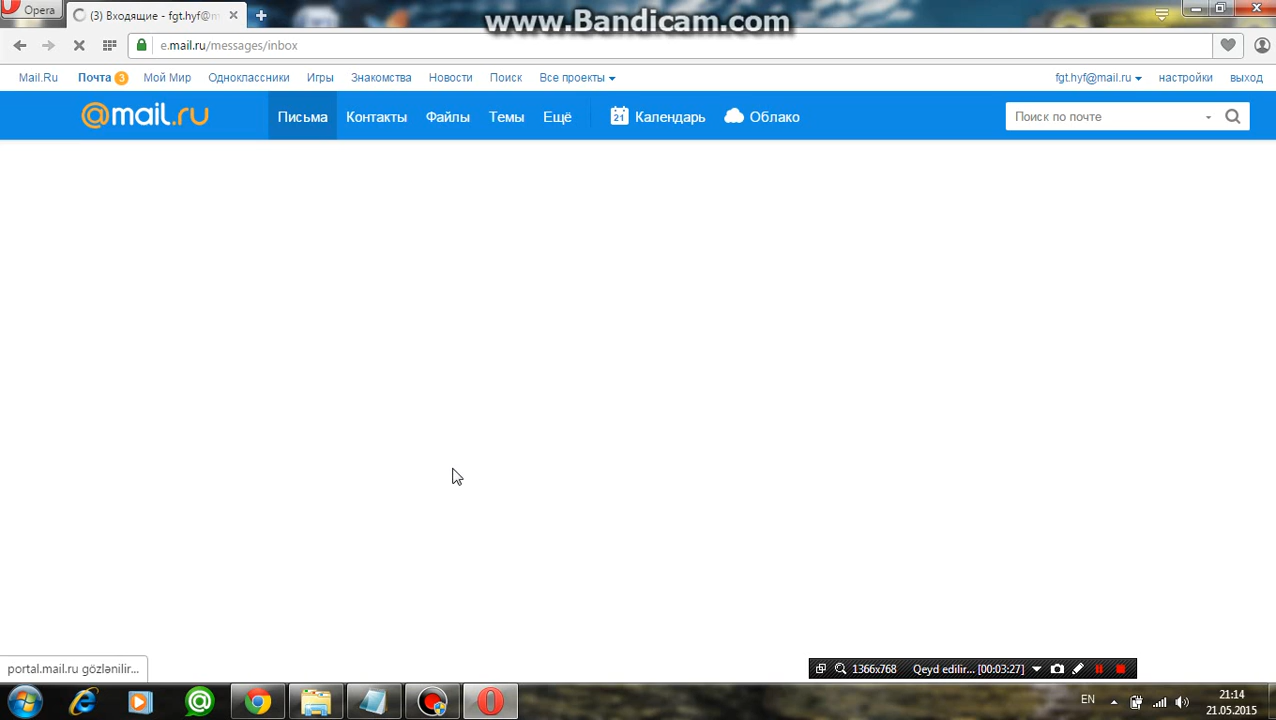 Opera
(3) Входящие - fgt.hyf@m
www.Bandicam.com
e.mail.ru/messages/inbox
Mail.Ru Почта 3 Мой Мир Одноклассники Игры Знакомства Новости Поиск Все проекты fgt.hyf@mail.ru настройки выход
@mail.ru Письма Контакты Файлы Темы Ещё 21 Календарь Облако Поиск по почте
portal.mail.ru gözlənilir...
1366x768 Qeyd edilir... [00:03:27]
EN 21:14
21.05.2015